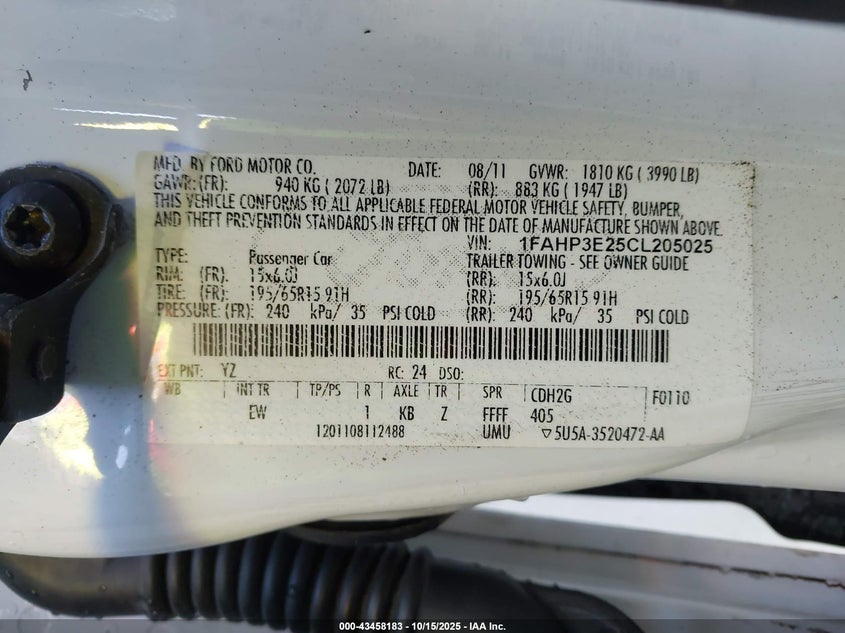 MFD. BY FORD MOTOR CO. DATE: 08/11 GVWR: 1810 KG ( 3990 LB)
GAWR:(FR): 940 KG ( 2072 LB) (RR): 883 KG ( 1947 LB)
THIS VEHICLE CONFORMS TO ALL APPLICABLE FEDERAL MOTOR VEHICLE SAFETY, BUMPER,
AND THEFT PREVENTION STANDARDS IN EFFECT ON THE DATE OF MANUFACTURE SHOWN ABOVE.
VIN: 1FAHP3E25CL205025
TYPE: Passenger Car TRAILER TOWING - SEE OWNER GUIDE
RIM: (FR): 15x6.0J (RR): 15x6.0J
TIRE: (FR): 195/65R15 91H (RR): 195/65R15 91H
PRESSURE: (FR): 240 kPa/ 35 PSI COLD (RR): 240 kPa/ 35 PSI COLD
EXT PNT: YZ RC: 24 DSO:
WB INT TR TP/PS R AXLE TR SPR CDH2G F0110
EW 1 KB Z FFFF 405
1201108112488 UMU ▽5U5A-3520472-AA
000-43458183 - 10/15/2025 - IAA Inc.